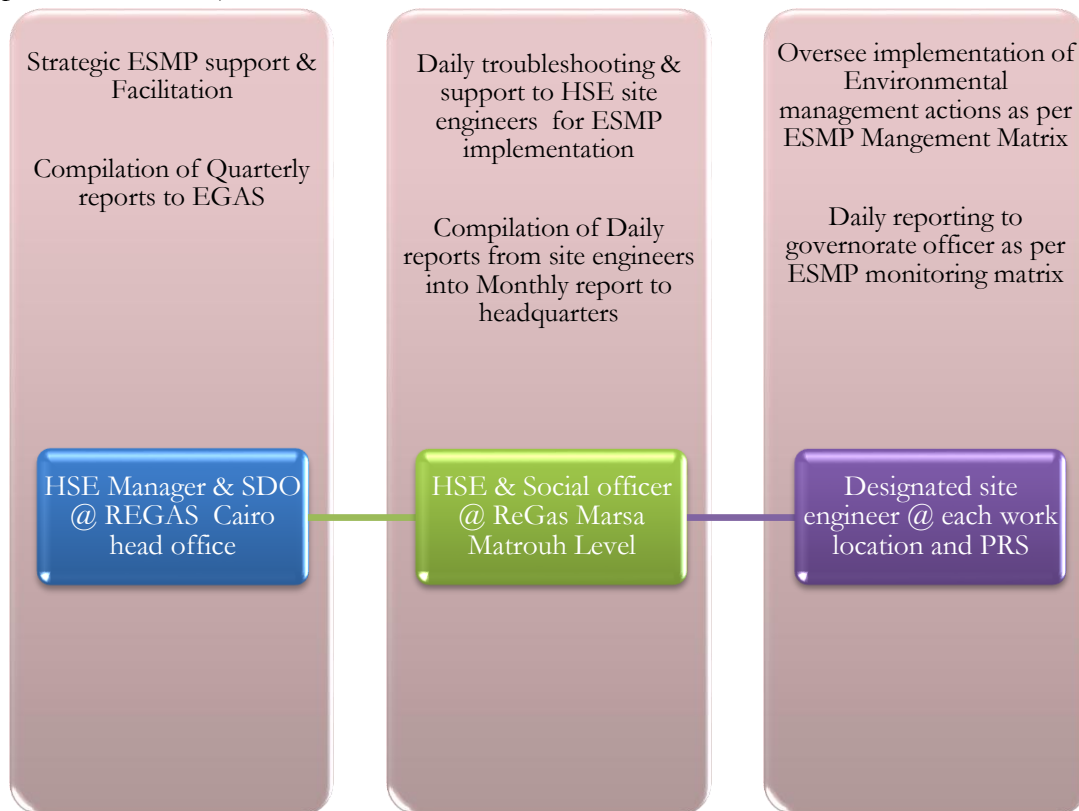 Strategic ESMP support &
Facilitation
Compilation of Quarterly
reports to EGAS
HSE Manager & SDO
@ REGAS Cairo
head office
Daily troubleshooting &
support to HSE site
engineers for ESMP
implementation
Compilation of Daily
reports from site engineers
into Monthly report to
headquarters
HSE & Social officer
@ ReGas Marsa
Matrouh Level
Oversee implementation of
Environmental
management actions as per
ESMP Mangement Matrix
Daily reporting to
governorate officer as per
ESMP monitoring matrix
Designated site
engineer @ each work
location and PRS